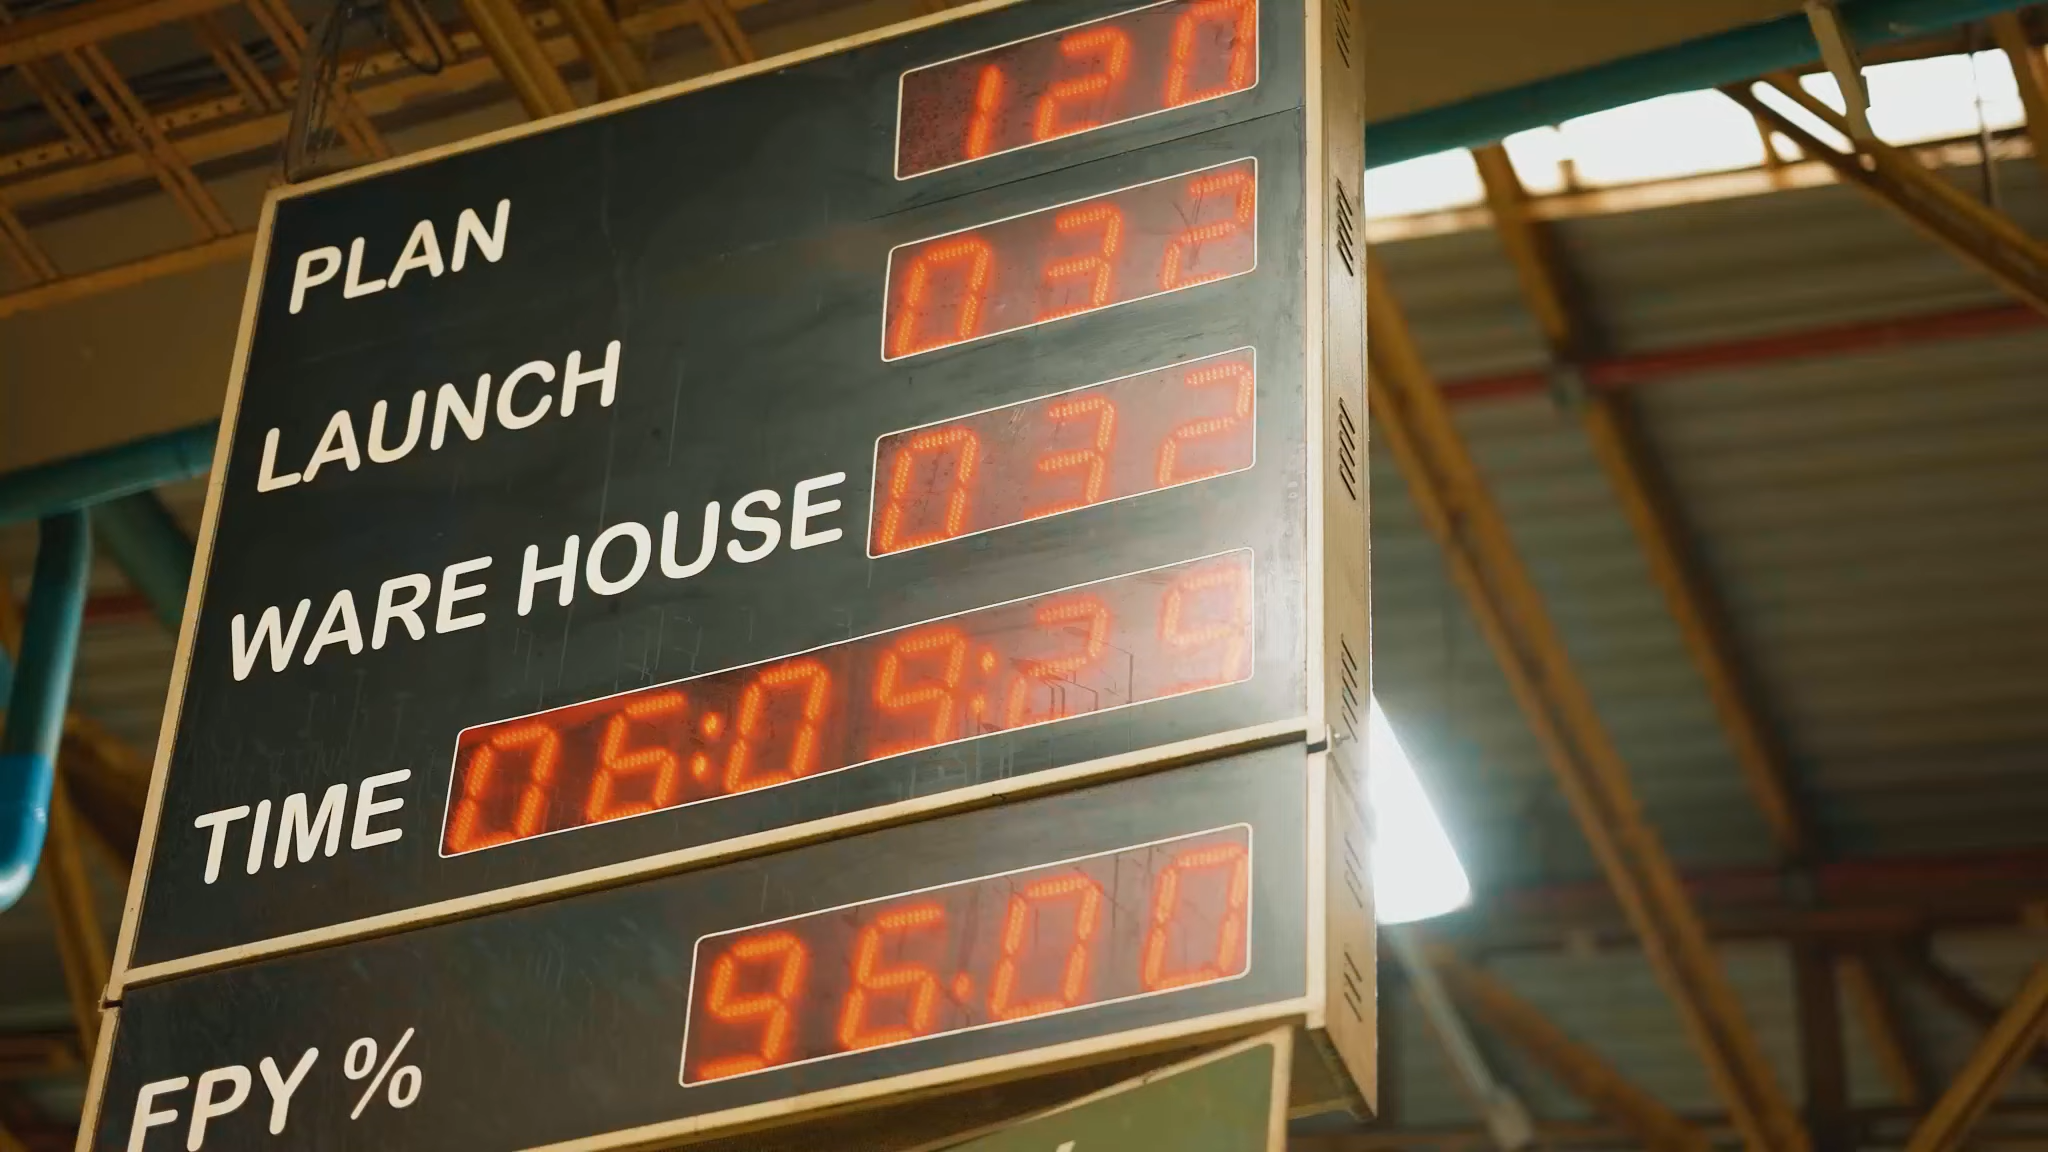 PLAN 120
LAUNCH 032
WARE HOUSE 032
TIME 06:09:29
FPY % 96.00